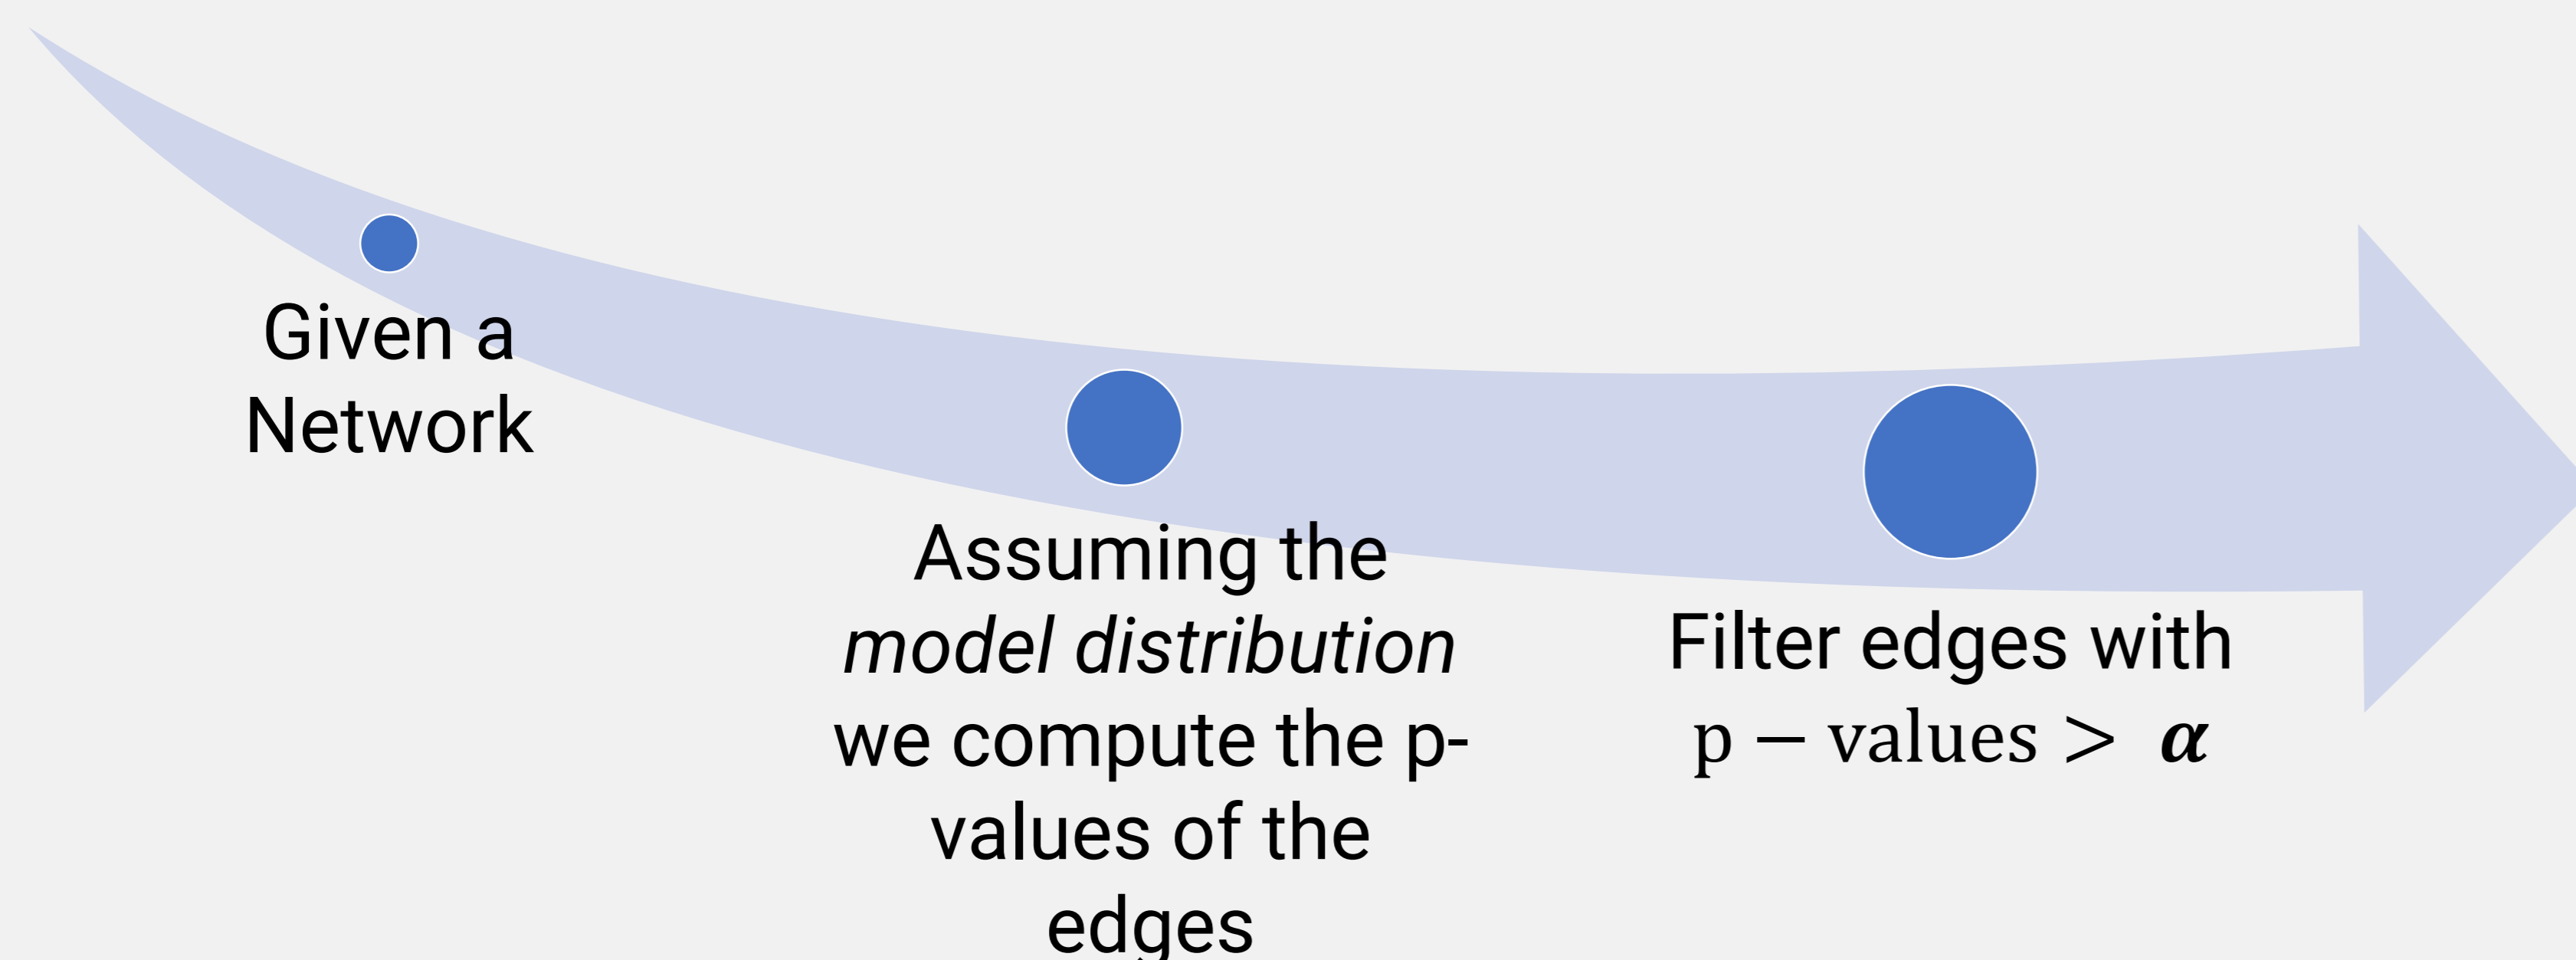 Given a
Network
Assuming the
model distribution
we compute the p-
values of the
edges
Filter edges with
p − values > α